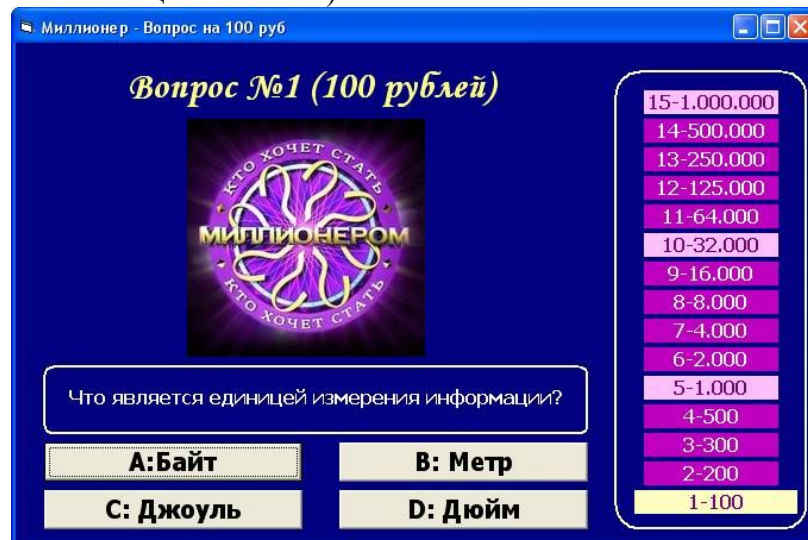 Миллионер - Вопрос на 100 руб
Вопрос №1 (100 рублей)
КТО ХОЧЕТ СТАТЬ
МИЛЛИОНЕРОМ
КТО ХОЧЕТ СТАТЬ
Что является единицей измерения информации?
A:Байт
B: Метр
C: Джоуль
D: Дюйм
15-1.000.000
14-500.000
13-250.000
12-125.000
11-64.000
10-32.000
9-16.000
8-8.000
7-4.000
6-2.000
5-1.000
4-500
3-300
2-200
1-100